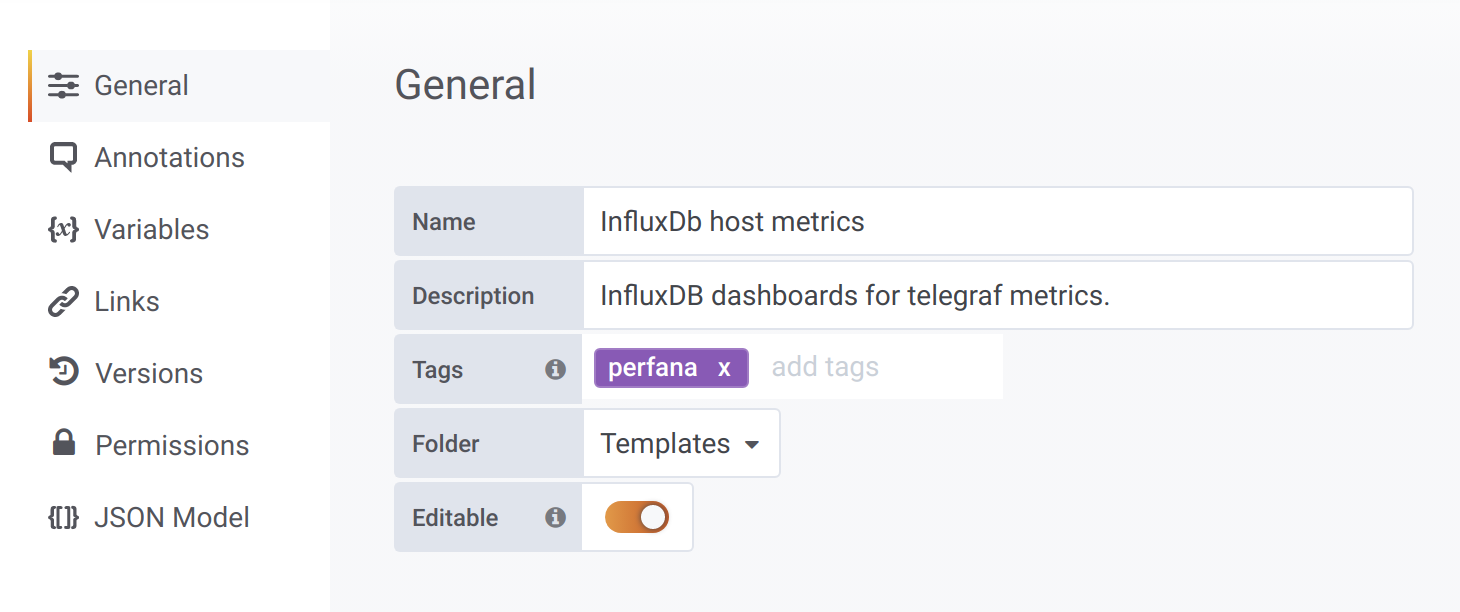 General
Annotations
Variables
Links
Versions
Permissions
JSON Model
General
Name InfluxDb host metrics
Description InfluxDB dashboards for telegraf metrics.
Tags perfana x add tags
Folder Templates
Editable